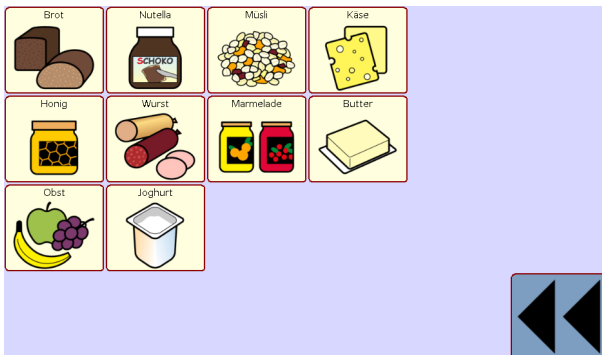 Brot
Nutella
Müsli
Käse
SCHOKO
Honig
Wurst
Marmelade
Butter
Obst
Joghurt